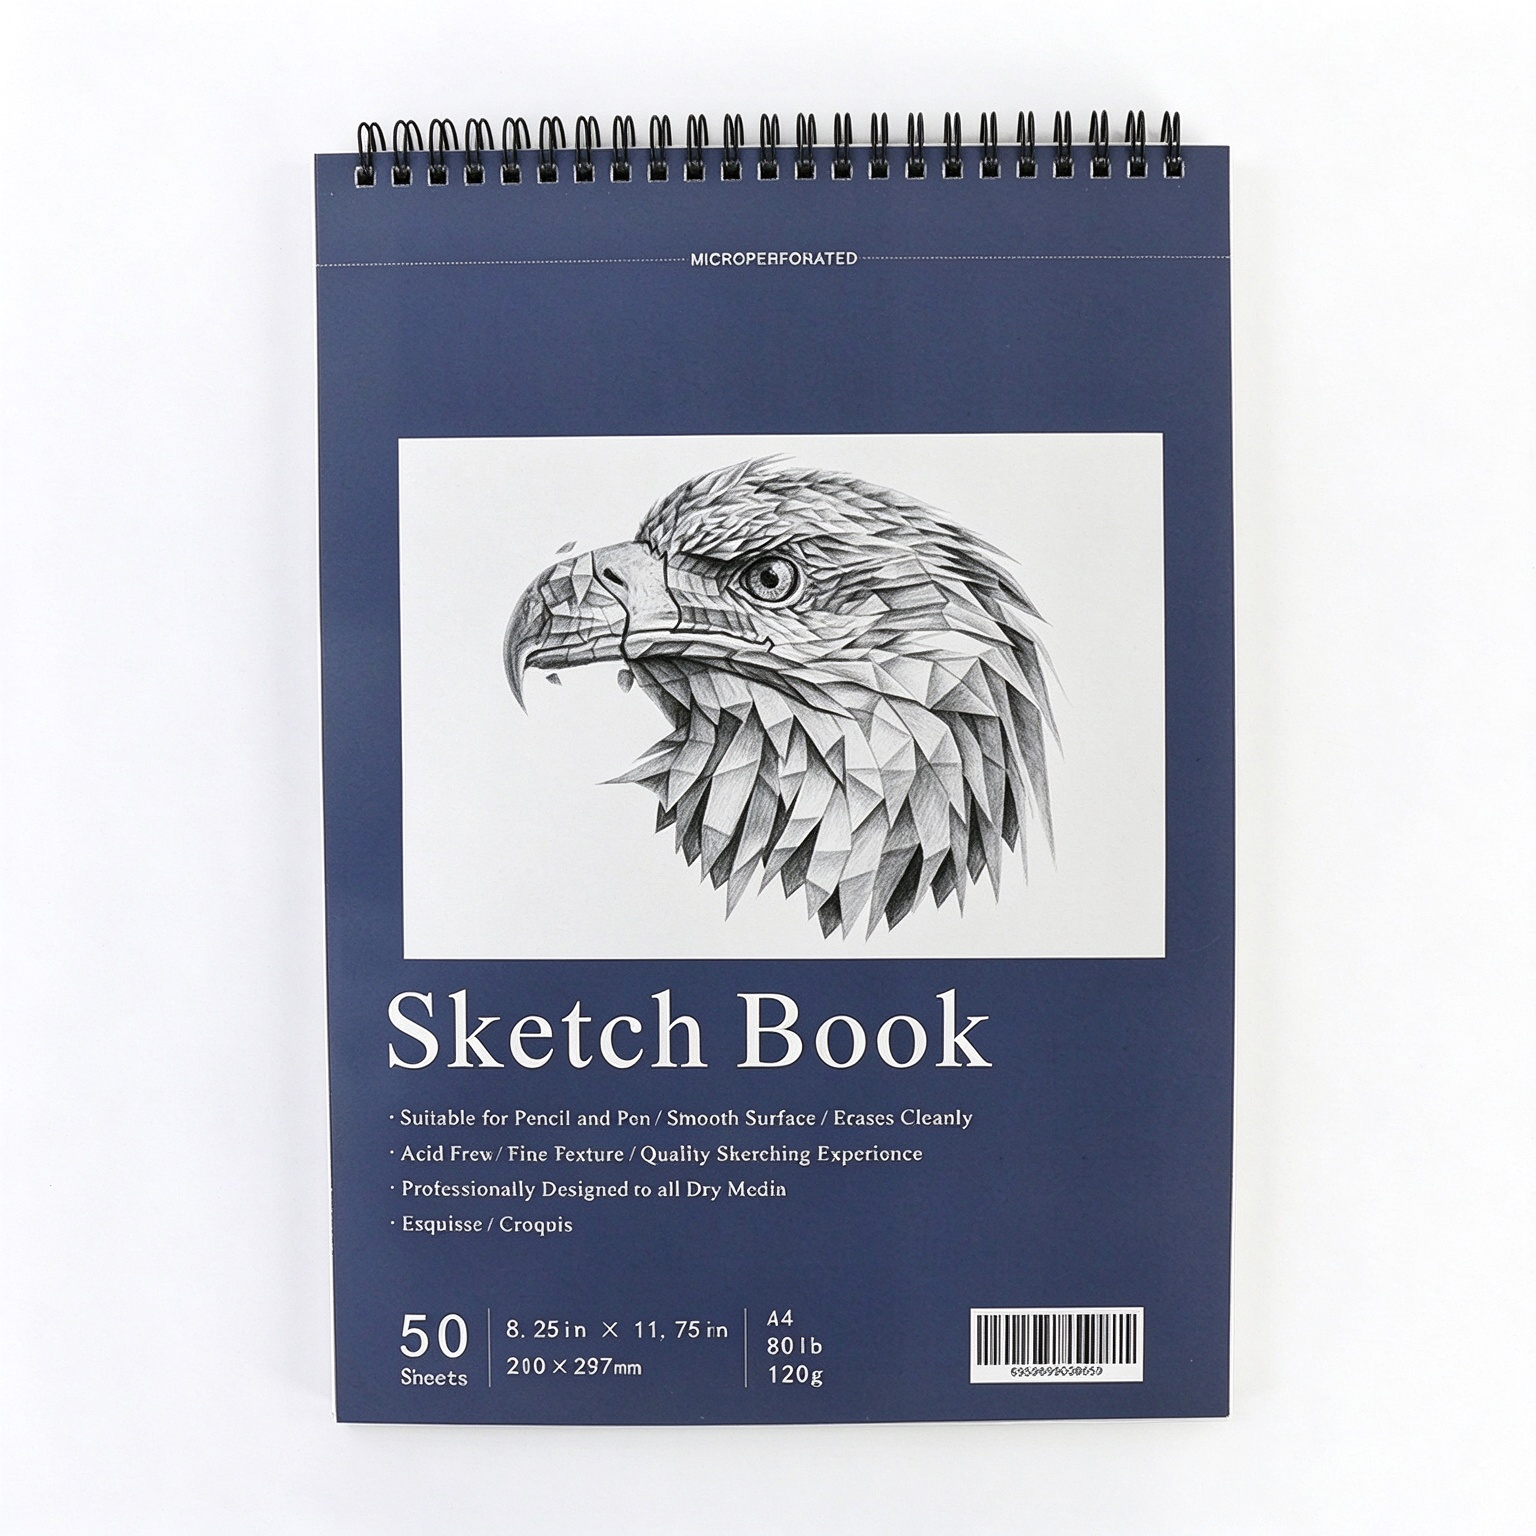 MICROPERFORATED
Sketch Book
· Suitable for Pencil and Pen / Smooth Surface / Erases Cleanly
· Acid Frew / Fine Fexture / Quality Skerching Experionce
· Professionally Designed to all Dry Mcdia
· Esquisse / Croquis
50
Sheets
8.25in × 11,75in
200×297mm
A4
80lb
120g